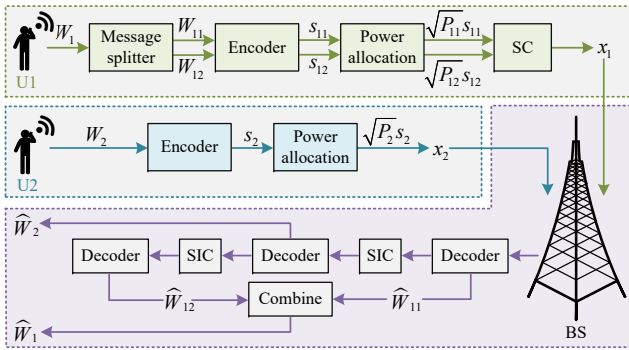 W₁
Message splitter
W₁₁
W₁₂
Encoder
s₁₁
s₁₂
Power allocation
√P₁₁ s₁₁
√P₁₂ s₁₂
SC
x₁
U1
W₂
Encoder
s₂
Power allocation
√P₂ s₂
x₂
U2
Ŵ₂
Decoder
SIC
Decoder
SIC
Decoder
Ŵ₁₂
Combine
Ŵ₁₁
Ŵ₁
BS